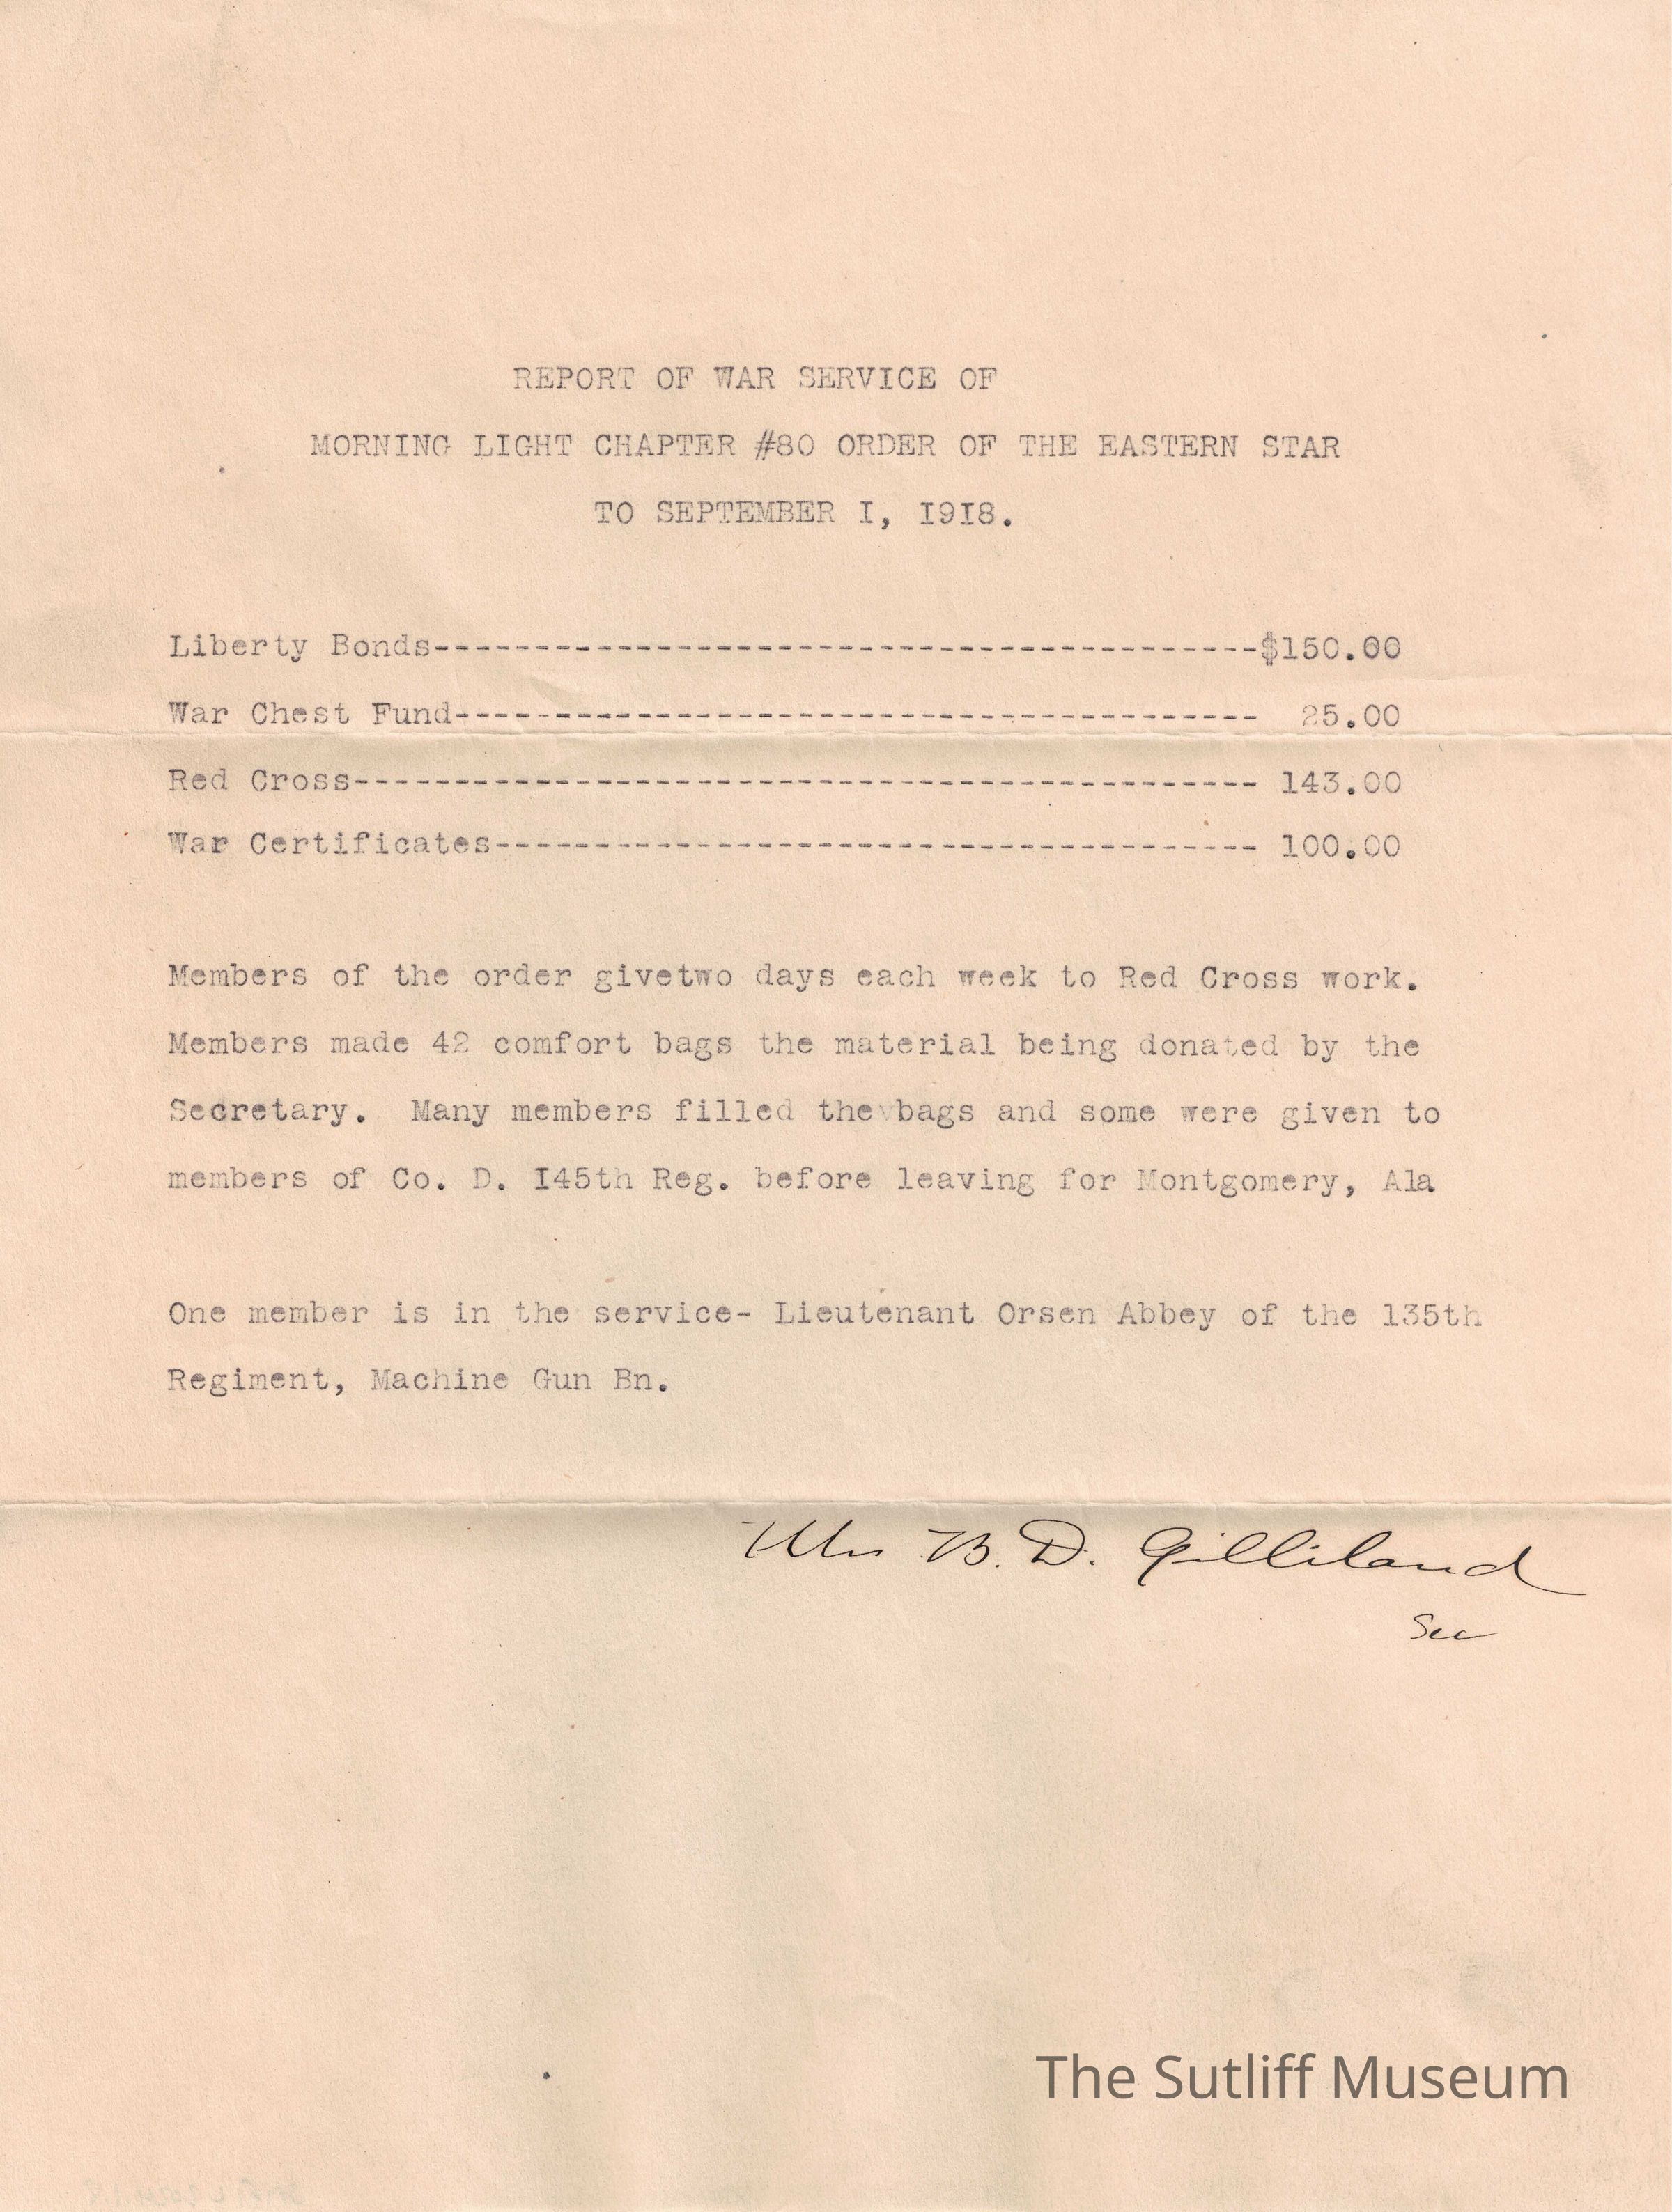 REPORT OF WAR SERVICE OF
MORNING LIGHT CHAPTER #80 ORDER OF THE EASTERN STAR
TO SEPTEMBER I, I9I8.
Liberty Bonds-----------------------------------------$150.00
War Chest Fund---------------------------------------- 25.00
Red Cross--------------------------------------------- 143.00
War Certificates-------------------------------------- 100.00
Members of the order givetwo days each week to Red Cross work.
Members made 42 comfort bags the material being donated by the
Secretary. Many members filled the bags and some were given to
members of Co. D. I45th Reg. before leaving for Montgomery, Ala
One member is in the service- Lieutenant Orsen Abbey of the 135th
Regiment, Machine Gun Bn.
Mrs B. D. Gilliland
Sec
The Sutliff Museum